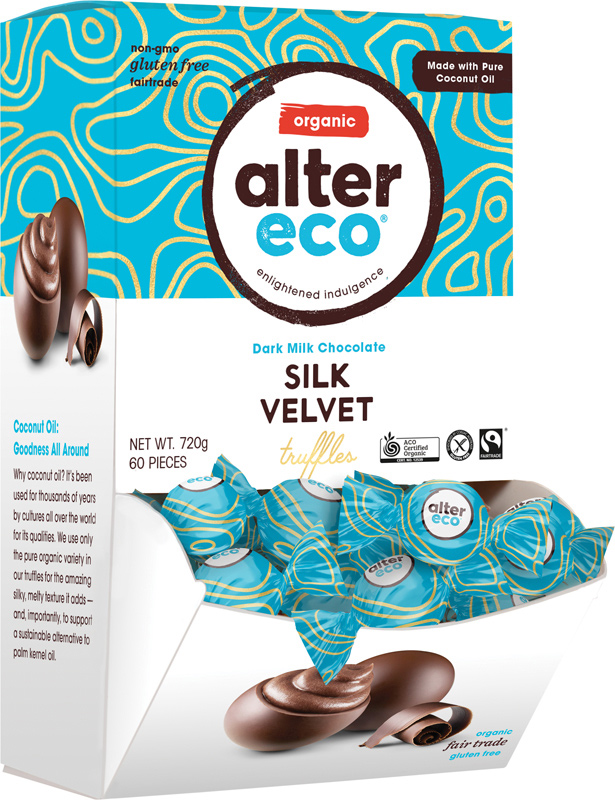 non-gmo
gluten free
fairtrade
Made with Pure
Coconut Oil
organic
alter
eco®
enlightened indulgence
Dark Milk Chocolate
SILK
VELVET
truffles
NET WT. 720g
60 PIECES
ACO
Certified
Organic
FAIRTRADE
Coconut Oil:
Goodness All Around
Why coconut oil? It's been
used for thousands of years
by cultures all over the world
for its qualities. We use only
the pure organic variety in
our truffles for the amazing
silky, melty texture it adds —
and, importantly, to support
a sustainable alternative to
palm kernel oil.
eco
eco
alter
eco
eco
alter
eco
organic
fair trade
gluten free